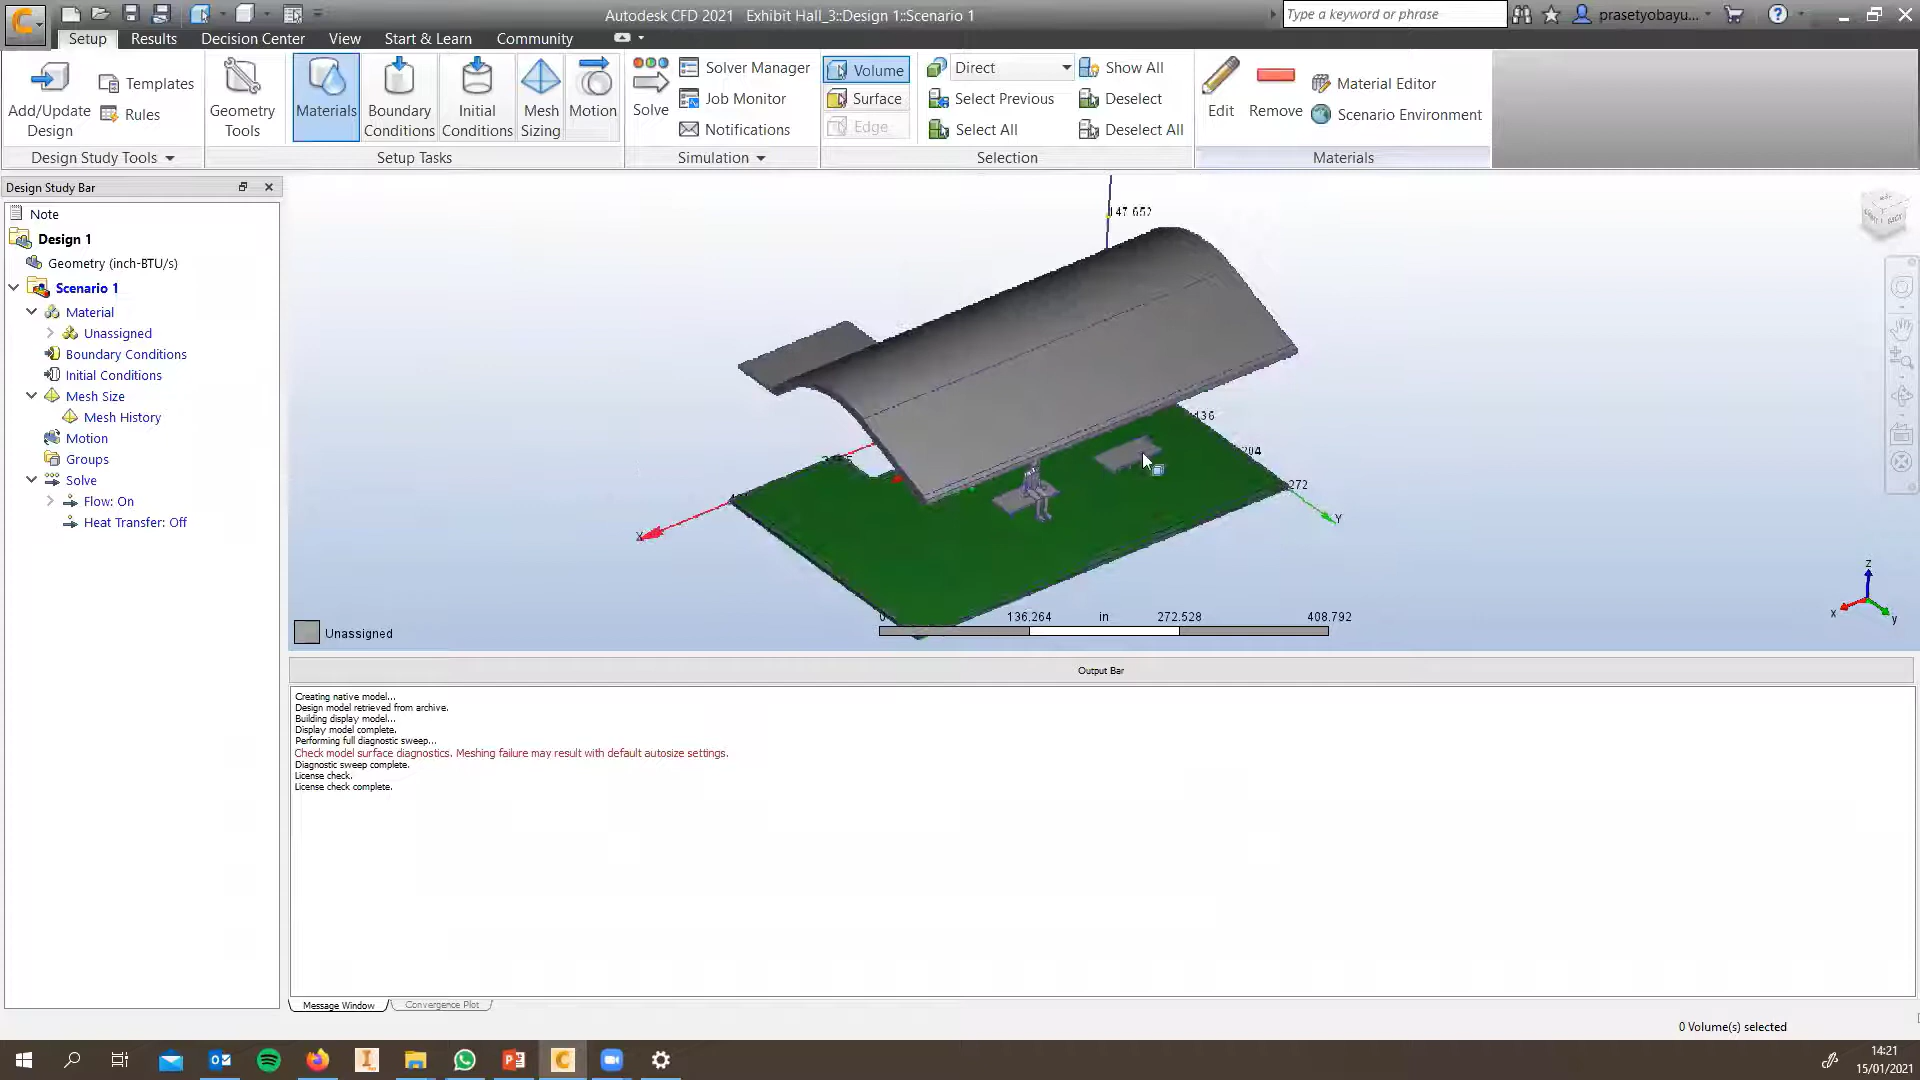 Autodesk CFD 2021 Exhibit Hall_3::Design 1::Scenario 1
Type a keyword or phrase
prasetyobayu...
Setup Results Decision Center View Start & Learn Community
Add/Update Design
Templates
Rules
Design Study Tools
Geometry Tools
Materials
Boundary Conditions
Initial Conditions
Mesh Sizing
Motion
Setup Tasks
Solve
Solver Manager
Job Monitor
Notifications
Simulation
Volume
Surface
Edge
Direct
Select Previous
Select All
Show All
Deselect
Deselect All
Selection
Edit
Remove
Material Editor
Scenario Environment
Materials
Design Study Bar
Note
Design 1
Geometry (inch-BTU/s)
Scenario 1
Material
Unassigned
Boundary Conditions
Initial Conditions
Mesh Size
Mesh History
Motion
Groups
Solve
Flow: On
Heat Transfer: Off
147.652
136
204
272
X
Y
0 136.264 in 272.528 408.792
Unassigned
z
x
y
Output Bar
Creating native model...
Design model retrieved from archive.
Building display model...
Display model complete.
Performing full diagnostic sweep...
Check model surface diagnostics. Meshing failure may result with default autosize settings.
Diagnostic sweep complete.
License check.
License check complete.
Message Window Convergence Plot
0 Volume(s) selected
14:21
15/01/2021